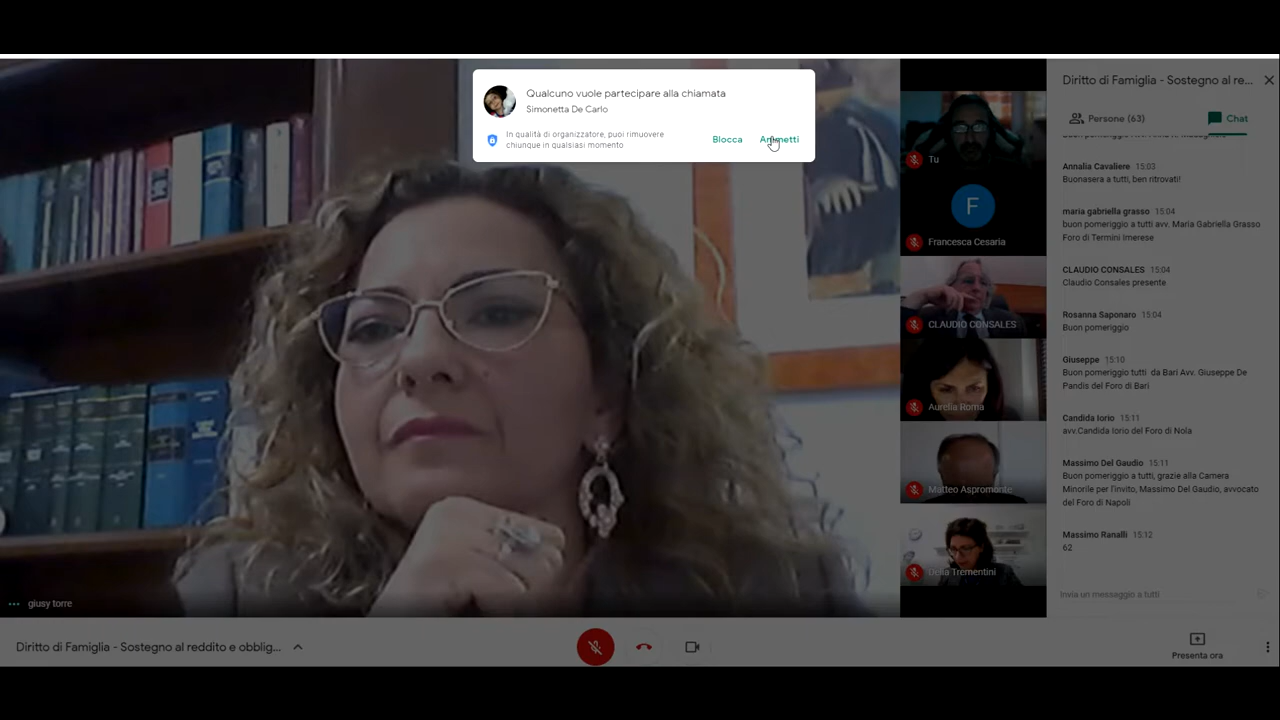 Qualcuno vuole partecipare alla chiamata
Simonetta De Carlo
In qualità di organizzatore, puoi rimuovere
chiunque in qualsiasi momento
Blocca
Ammetti
Tu
F
Francesca Cesaria
CLAUDIO CONSALES
Aurelia Roma
Matteo Aspromonte
Delia Trementini
giusy torre
Diritto di Famiglia - Sostegno al re...
Persone (63)
Chat
Annalia Cavaliere 15:03
Buonasera a tutti, ben ritrovati!
maria gabriella grasso 15:04
buon pomeriggio a tutti avv. Maria Gabriella Grasso
Foro di Termini Imerese
CLAUDIO CONSALES 15:04
Claudio Consales presente
Rosanna Saponaro 15:04
Buon pomeriggio
Giuseppe 15:10
Buon pomeriggio tutti da Bari Avv. Giuseppe De
Pandis del Foro di Bari
Candida Iorio 15:11
avv.Candida Iorio del Foro di Nola
Massimo Del Gaudio 15:11
Buon pomeriggio a tutti, grazie alla Camera
Minorile per l'invito, Massimo Del Gaudio, avvocato
del Foro di Napoli
Massimo Ranalli 15:12
62
Invia un messaggio a tutti
Diritto di Famiglia - Sostegno al reddito e obblig...
Presenta ora